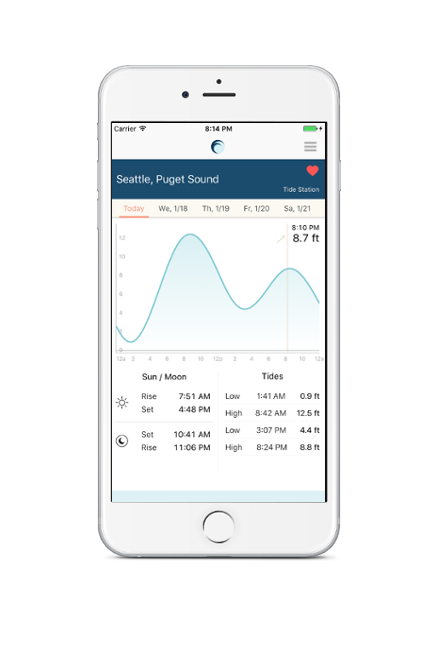 Carrier 8:14 PM
Seattle, Puget Sound
Tide Station
Today We, 1/18 Th, 1/19 Fr, 1/20 Sa, 1/21
8:10 PM
8.7 ft
12
10
8
6
4
2
0
12a 2 4 6 8 10 12p 2 4 6 8 10 12a
Sun / Moon
Rise 7:51 AM
Set 4:48 PM
Set 10:41 AM
Rise 11:06 PM
Tides
Low 1:41 AM 0.9 ft
High 8:42 AM 12.5 ft
Low 3:07 PM 4.4 ft
High 8:24 PM 8.8 ft